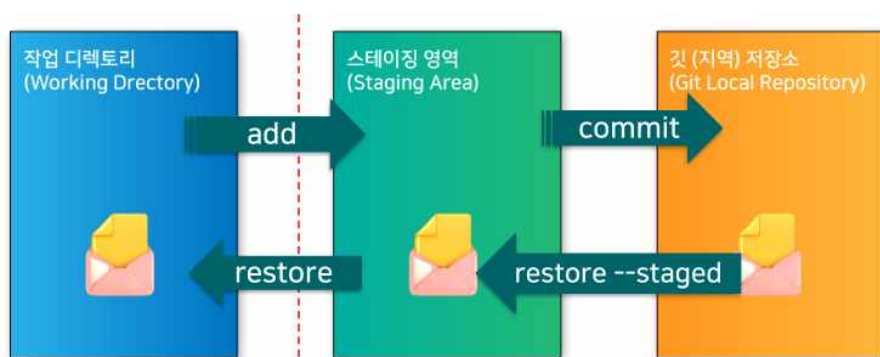 작업 디렉토리
(Working Drectory)
스테이징 영역
(Staging Area)
깃 (지역) 저장소
(Git Local Repository)
add
commit
restore
restore --staged